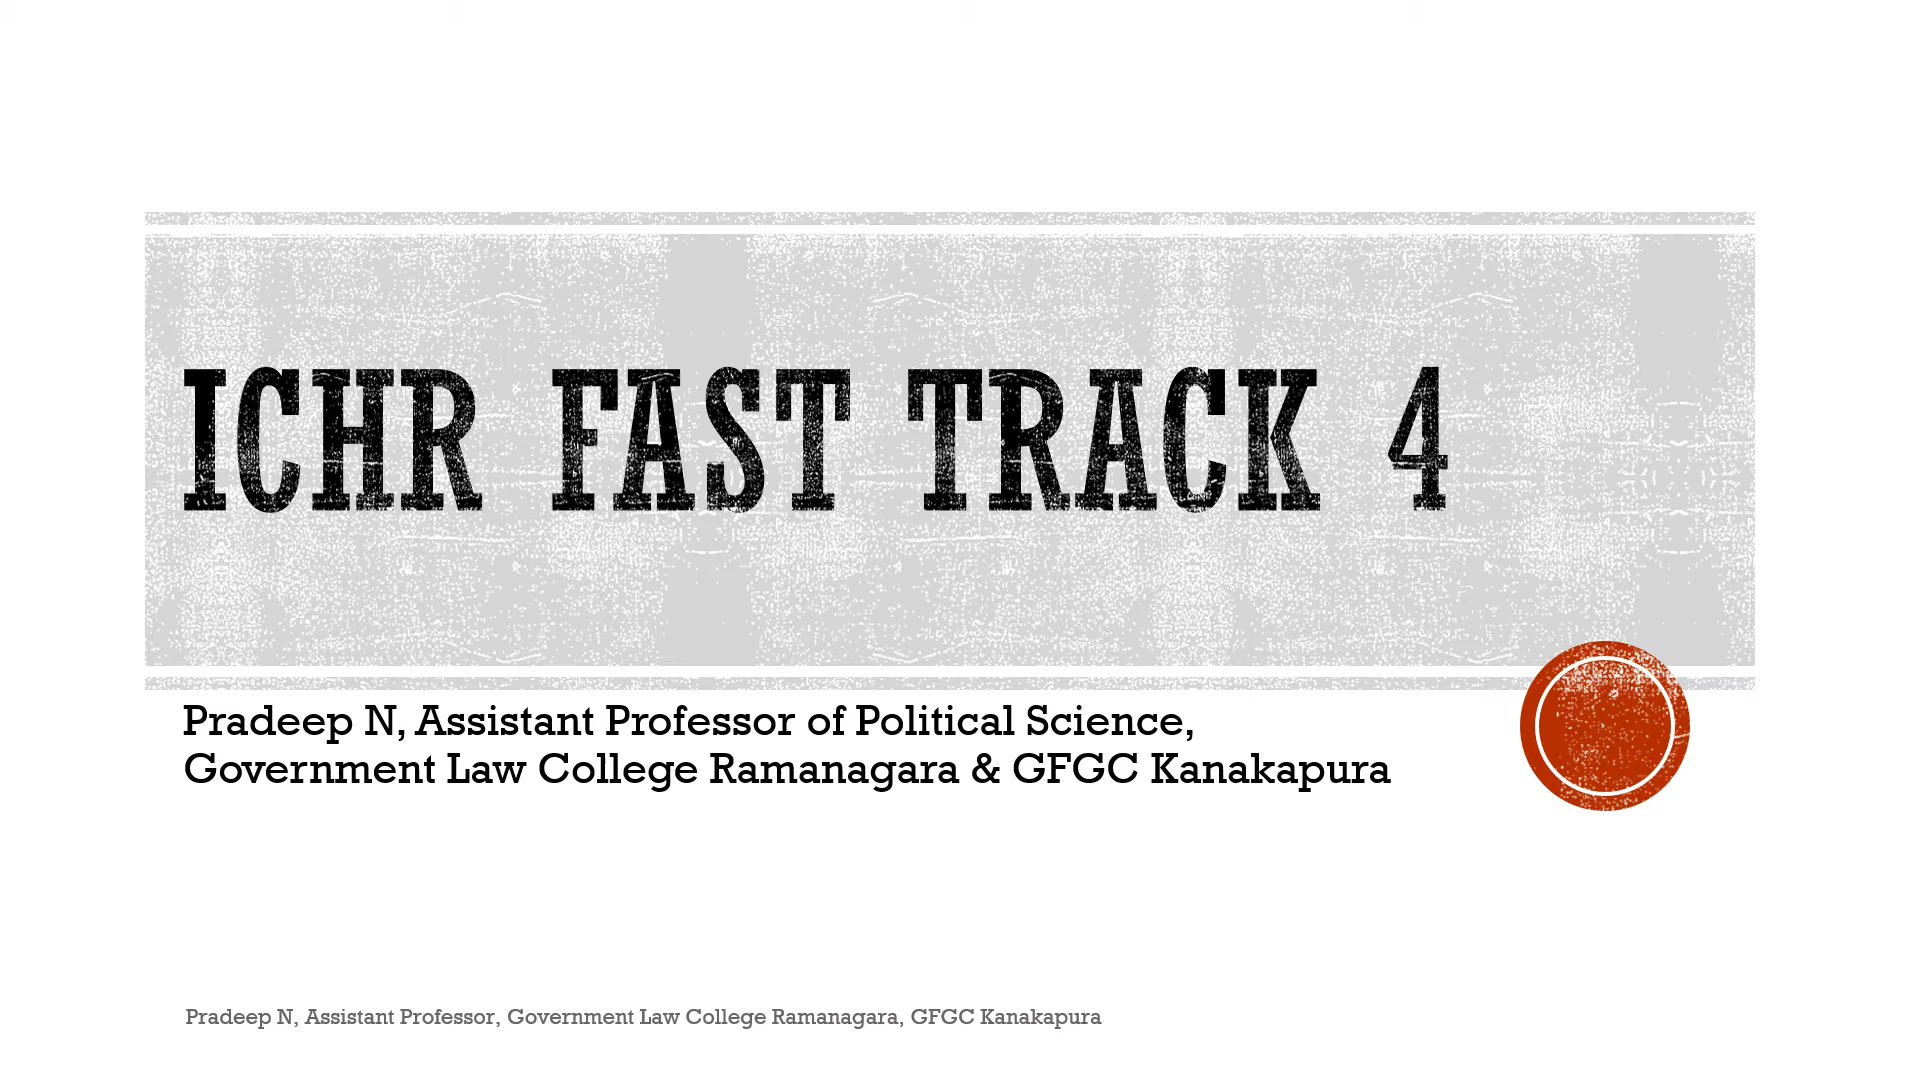 ICHR FAST TRACK 4
Pradeep N, Assistant Professor of Political Science,
Government Law College Ramanagara & GFGC Kanakapura
Pradeep N, Assistant Professor, Government Law College Ramanagara, GFGC Kanakapura